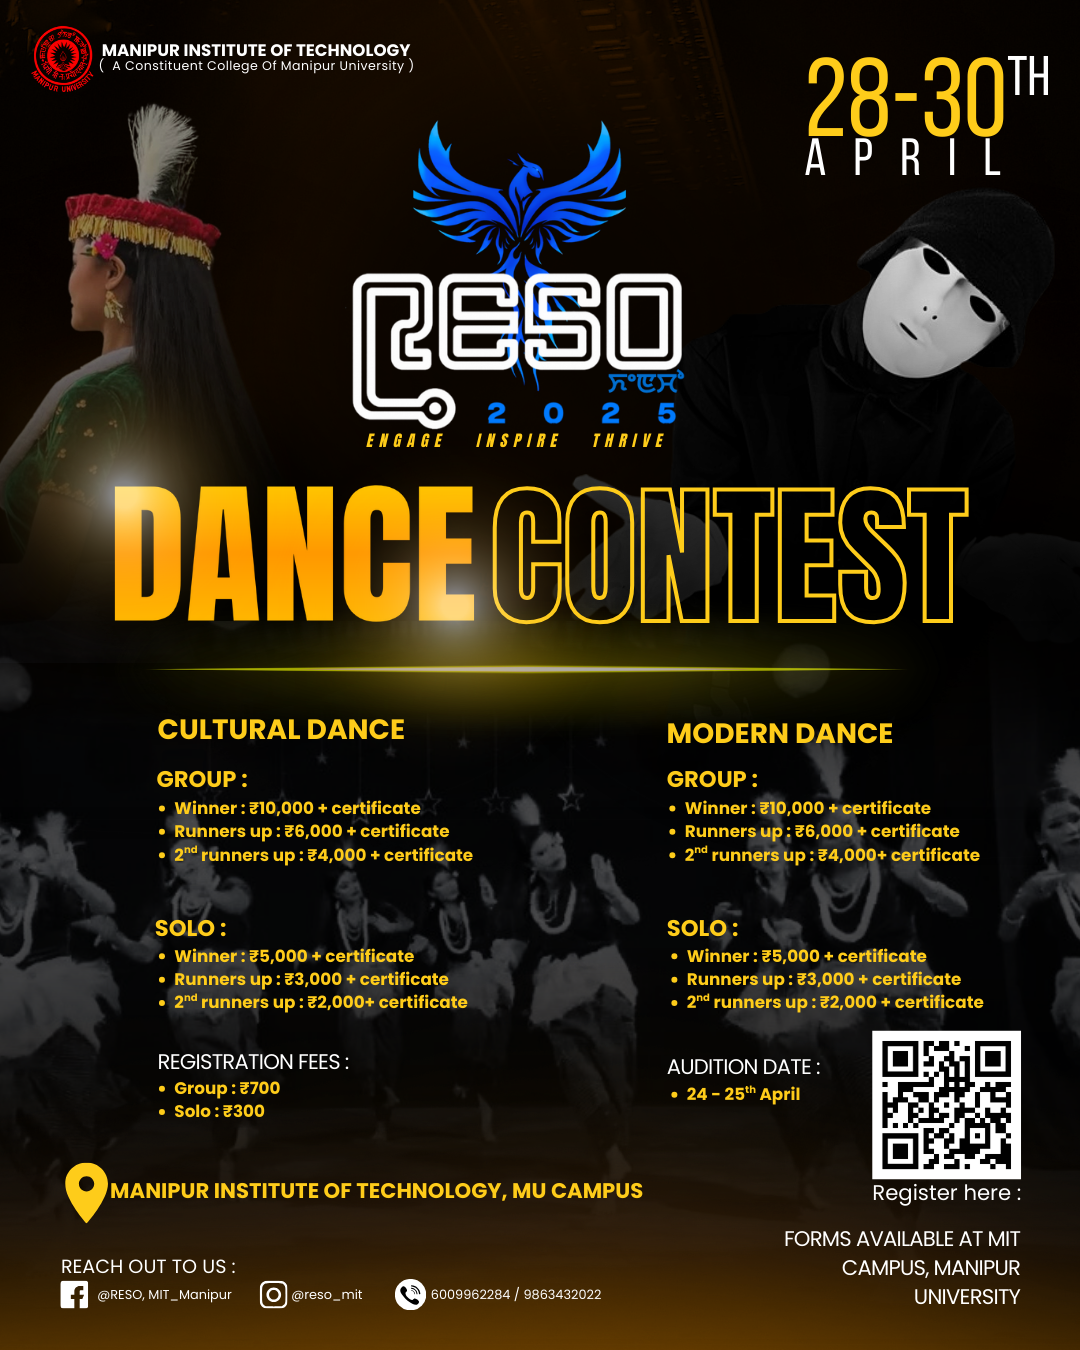 MANIPUR INSTITUTE OF TECHNOLOGY
( A Constituent College Of Manipur University )
MANIPUR UNIVERSITY
28-30TH
APRIL
RESO
2025
ENGAGE INSPIRE THRIVE
DANCE CONTEST
CULTURAL DANCE
GROUP :
• Winner : ₹10,000 + certificate
• Runners up : ₹6,000 + certificate
• 2nd runners up : ₹4,000 + certificate
SOLO :
• Winner : ₹5,000 + certificate
• Runners up : ₹3,000 + certificate
• 2nd runners up : ₹2,000+ certificate
REGISTRATION FEES :
• Group : ₹700
• Solo : ₹300
MODERN DANCE
GROUP :
• Winner : ₹10,000 + certificate
• Runners up : ₹6,000 + certificate
• 2nd runners up : ₹4,000+ certificate
SOLO :
• Winner : ₹5,000 + certificate
• Runners up : ₹3,000 + certificate
• 2nd runners up : ₹2,000 + certificate
AUDITION DATE :
• 24 - 25th April
Register here :
MANIPUR INSTITUTE OF TECHNOLOGY, MU CAMPUS
FORMS AVAILABLE AT MIT
CAMPUS, MANIPUR
UNIVERSITY
REACH OUT TO US :
@RESO, MIT_Manipur @reso_mit 6009962284 / 9863432022